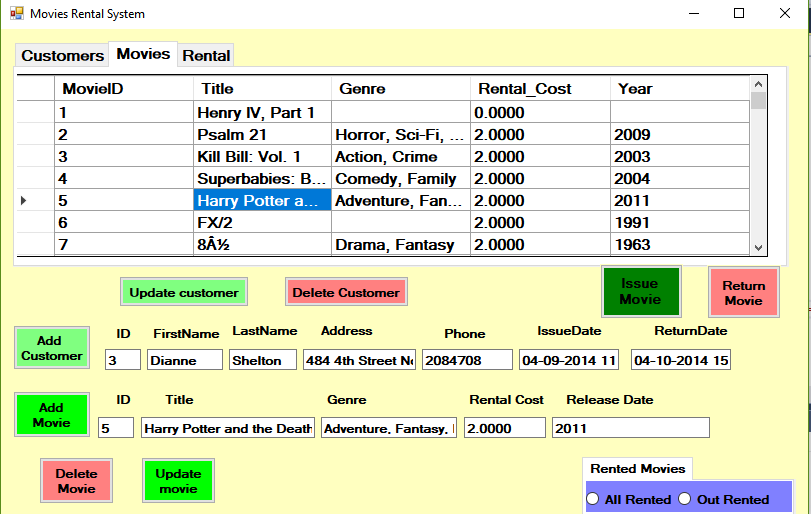 Movies Rental System
Customers Movies Rental
MovieID Title Genre Rental_Cost Year
1 Henry IV, Part 1 0.0000
2 Psalm 21 Horror, Sci-Fi, ... 2.0000 2009
3 Kill Bill: Vol. 1 Action, Crime 2.0000 2003
4 Superbabies: B... Comedy, Family 2.0000 2004
5 Harry Potter a... Adventure, Fan... 2.0000 2011
6 FX/2 2.0000 1991
7 8Â½ Drama, Fantasy 2.0000 1963
Update customer Delete Customer
Issue
Movie
Return
Movie
Add
Customer
ID FirstName LastName Address Phone IssueDate ReturnDate
3 Dianne Shelton 484 4th Street No 2084708 04-09-2014 11 04-10-2014 15
Add
Movie
ID Title Genre Rental Cost Release Date
5 Harry Potter and the Death Adventure, Fantasy, 2.0000 2011
Delete
Movie
Update
movie
Rented Movies
All Rented Out Rented